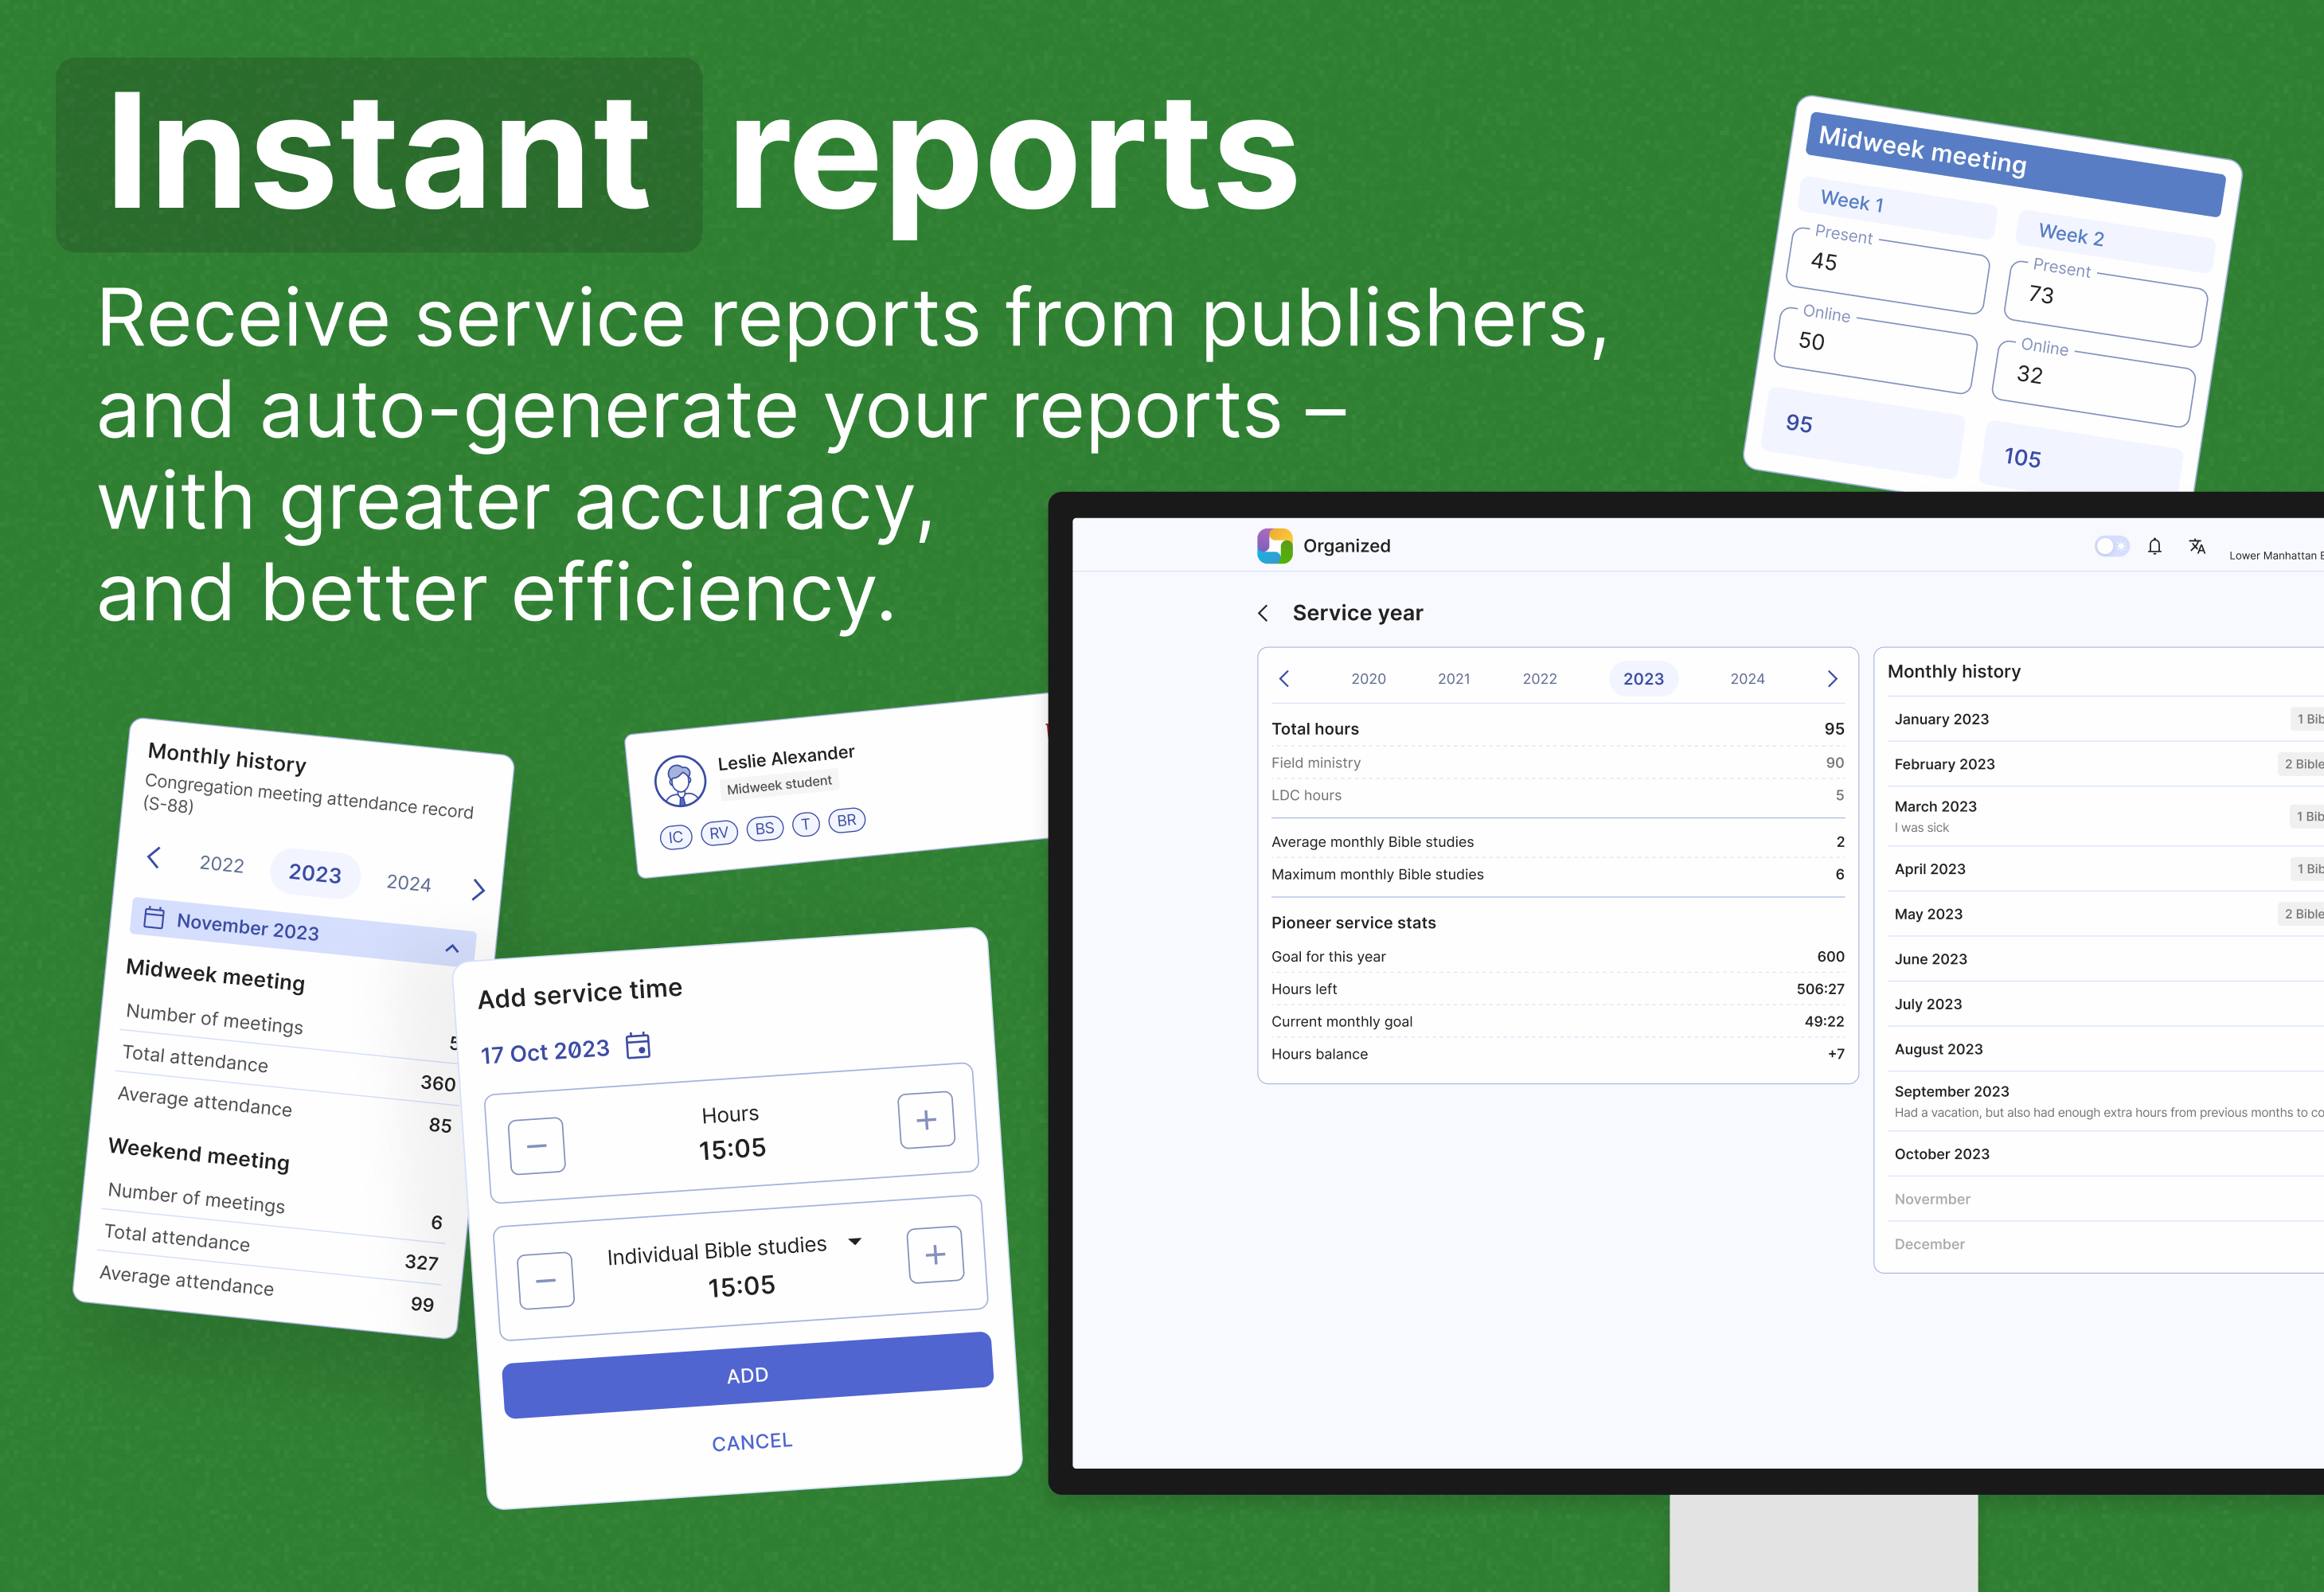 Instant reports
Receive service reports from publishers,
and auto-generate your reports –
with greater accuracy,
and better efficiency.
Midweek meeting
Week 1
Week 2
Present
45
Present
73
Online
50
Online
32
95
105
Monthly history
Congregation meeting attendance record
(S-88)
2022
2023
2024
November 2023
Midweek meeting
Number of meetings
5
Total attendance
360
Average attendance
85
Weekend meeting
Number of meetings
6
Total attendance
327
Average attendance
99
Leslie Alexander
Midweek student
IC RV BS T BR
Add service time
17 Oct 2023
Hours
15:05
Individual Bible studies
15:05
ADD
CANCEL
Organized
Lower Manhattan
Service year
2020 2021 2022 2023 2024
Total hours 95
Field ministry 90
LDC hours 5
Average monthly Bible studies 2
Maximum monthly Bible studies 6
Pioneer service stats
Goal for this year 600
Hours left 506:27
Current monthly goal 49:22
Hours balance +7
Monthly history
January 2023 1 Bib
February 2023 2 Bible
March 2023 1 Bib
I was sick
April 2023 1 Bib
May 2023 2 Bible
June 2023
July 2023
August 2023
September 2023
Had a vacation, but also had enough extra hours from previous months to co
October 2023
Novermber
December